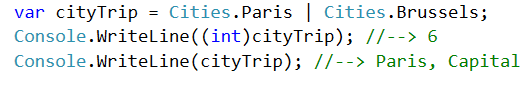 var cityTrip = Cities.Paris | Cities.Brussels;
Console.WriteLine((int)cityTrip); //--> 6
Console.WriteLine(cityTrip); //--> Paris, Capital